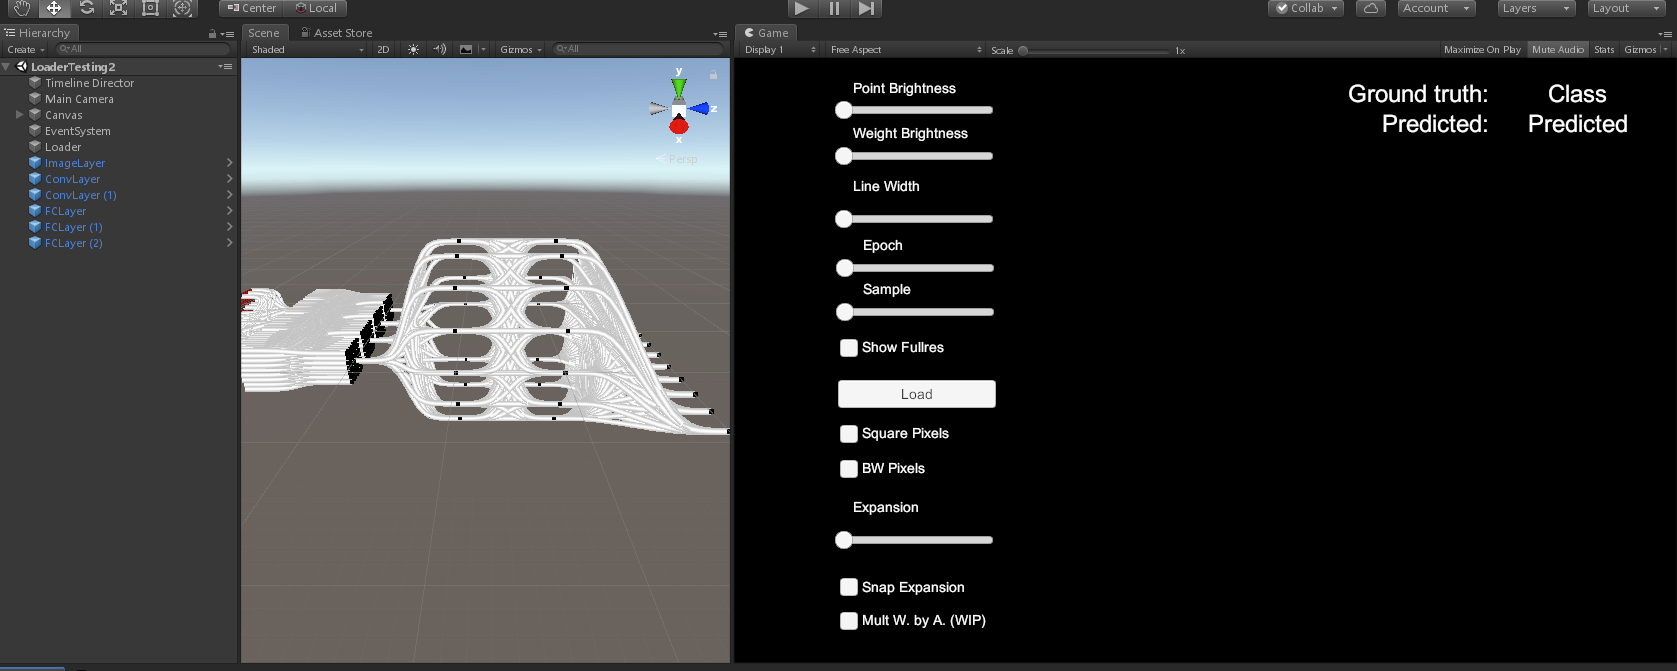 Center Local
Collab Account Layers Layout
Hierarchy
Create All
LoaderTesting2
Timeline Director
Main Camera
Canvas
EventSystem
Loader
ImageLayer
ConvLayer
ConvLayer (1)
FCLayer
FCLayer (1)
FCLayer (2)
Scene Asset Store
Shaded 2D Gizmos All
y
z
x
Persp
Game
Display 1 Free Aspect Scale 1x Maximize On Play Mute Audio Stats Gizmos
Point Brightness
Weight Brightness
Line Width
Epoch
Sample
Show Fullres
Load
Square Pixels
BW Pixels
Expansion
Snap Expansion
Mult W. by A. (WIP)
Ground truth: Class
Predicted: Predicted